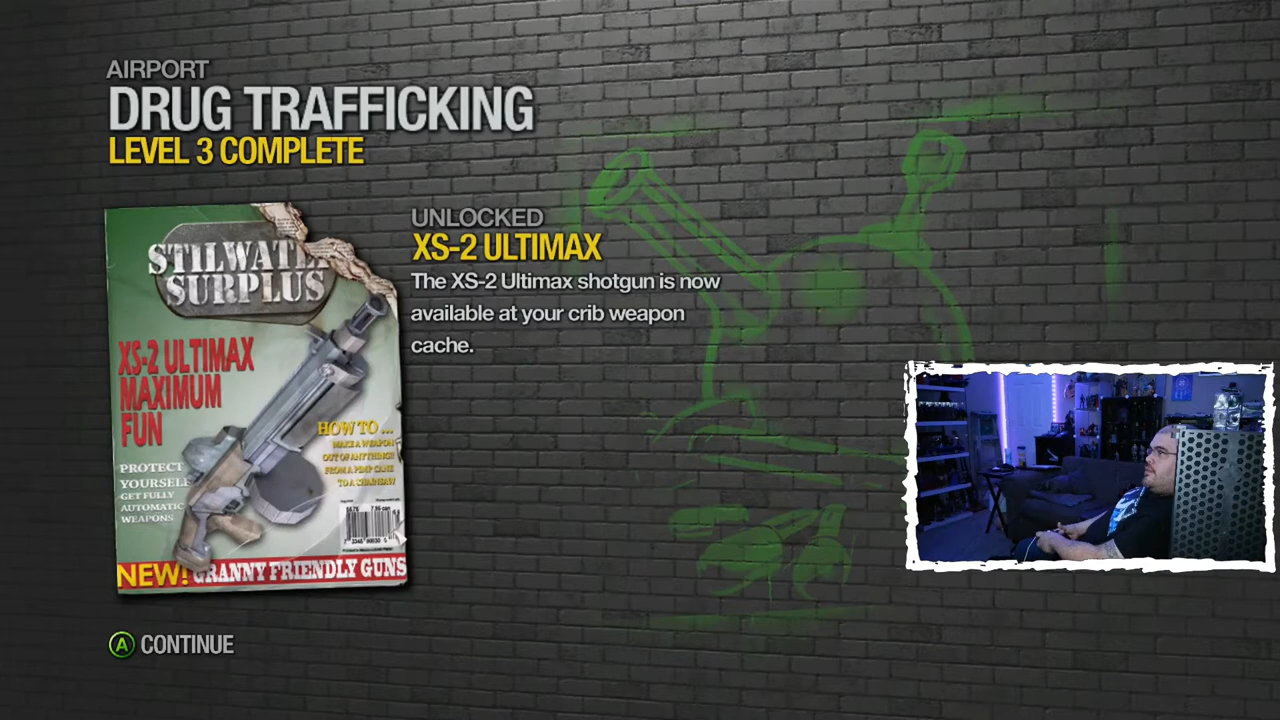 AIRPORT
DRUG TRAFFICKING
LEVEL 3 COMPLETE
UNLOCKED
XS-2 ULTIMAX
The XS-2 Ultimax shotgun is now
available at your crib weapon
cache.
STILWATE
SURPLUS
XS-2 ULTIMAX
MAXIMUM
FUN
HOW TO ...
MAKE A WEAPON
OUT OF ANYTHING!!
FROM A PIMP CANE
TO A CHAINSAW
PROTECT
YOURSELF
GET FULLY
AUTOMATIC
WEAPONS
NEW! GRANNY FRIENDLY GUNS
A CONTINUE